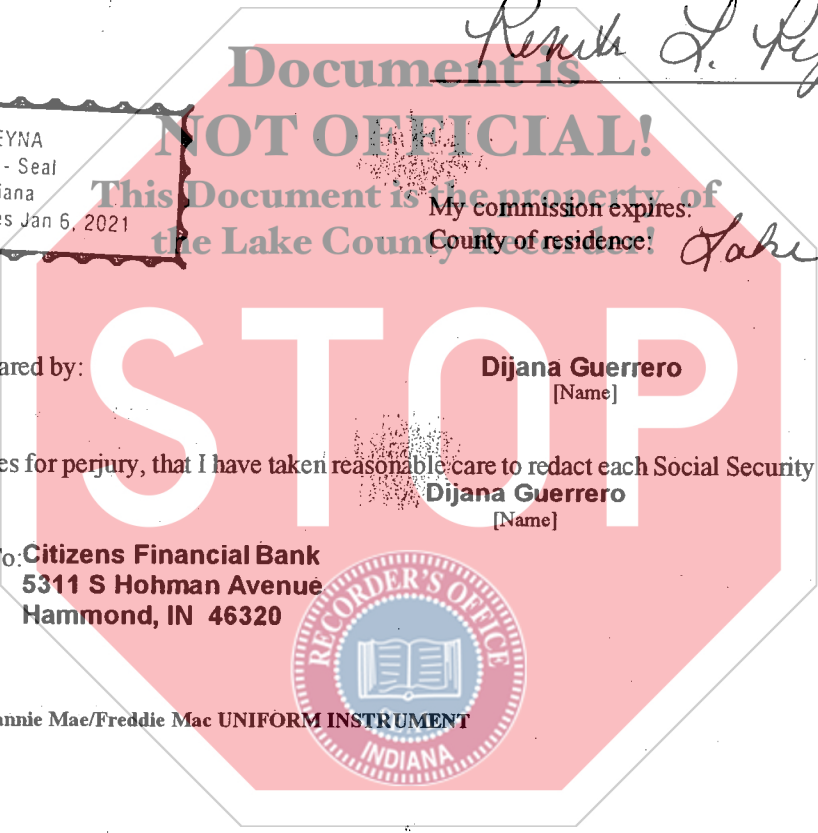 L.
Document is
NOT OFFICIAL!
EYNA
- Seal
iana
This Document is the property of
es Jan 6, 2021
My commission expires:
the Lake County Recorder!
County of residence: Lake
STOP
ared by:
Dijana Guerrero
[Name]
es for perjury, that I have taken reasonable care to redact each Social Security
Dijana Guerrero
[Name]
o: Citizens Financial Bank
5311 S Hohman Avenue
Hammond, IN 46320
RECORDER'S OFFICE
INDIANA
annie Mae/Freddie Mac UNIFORM INSTRUMENT